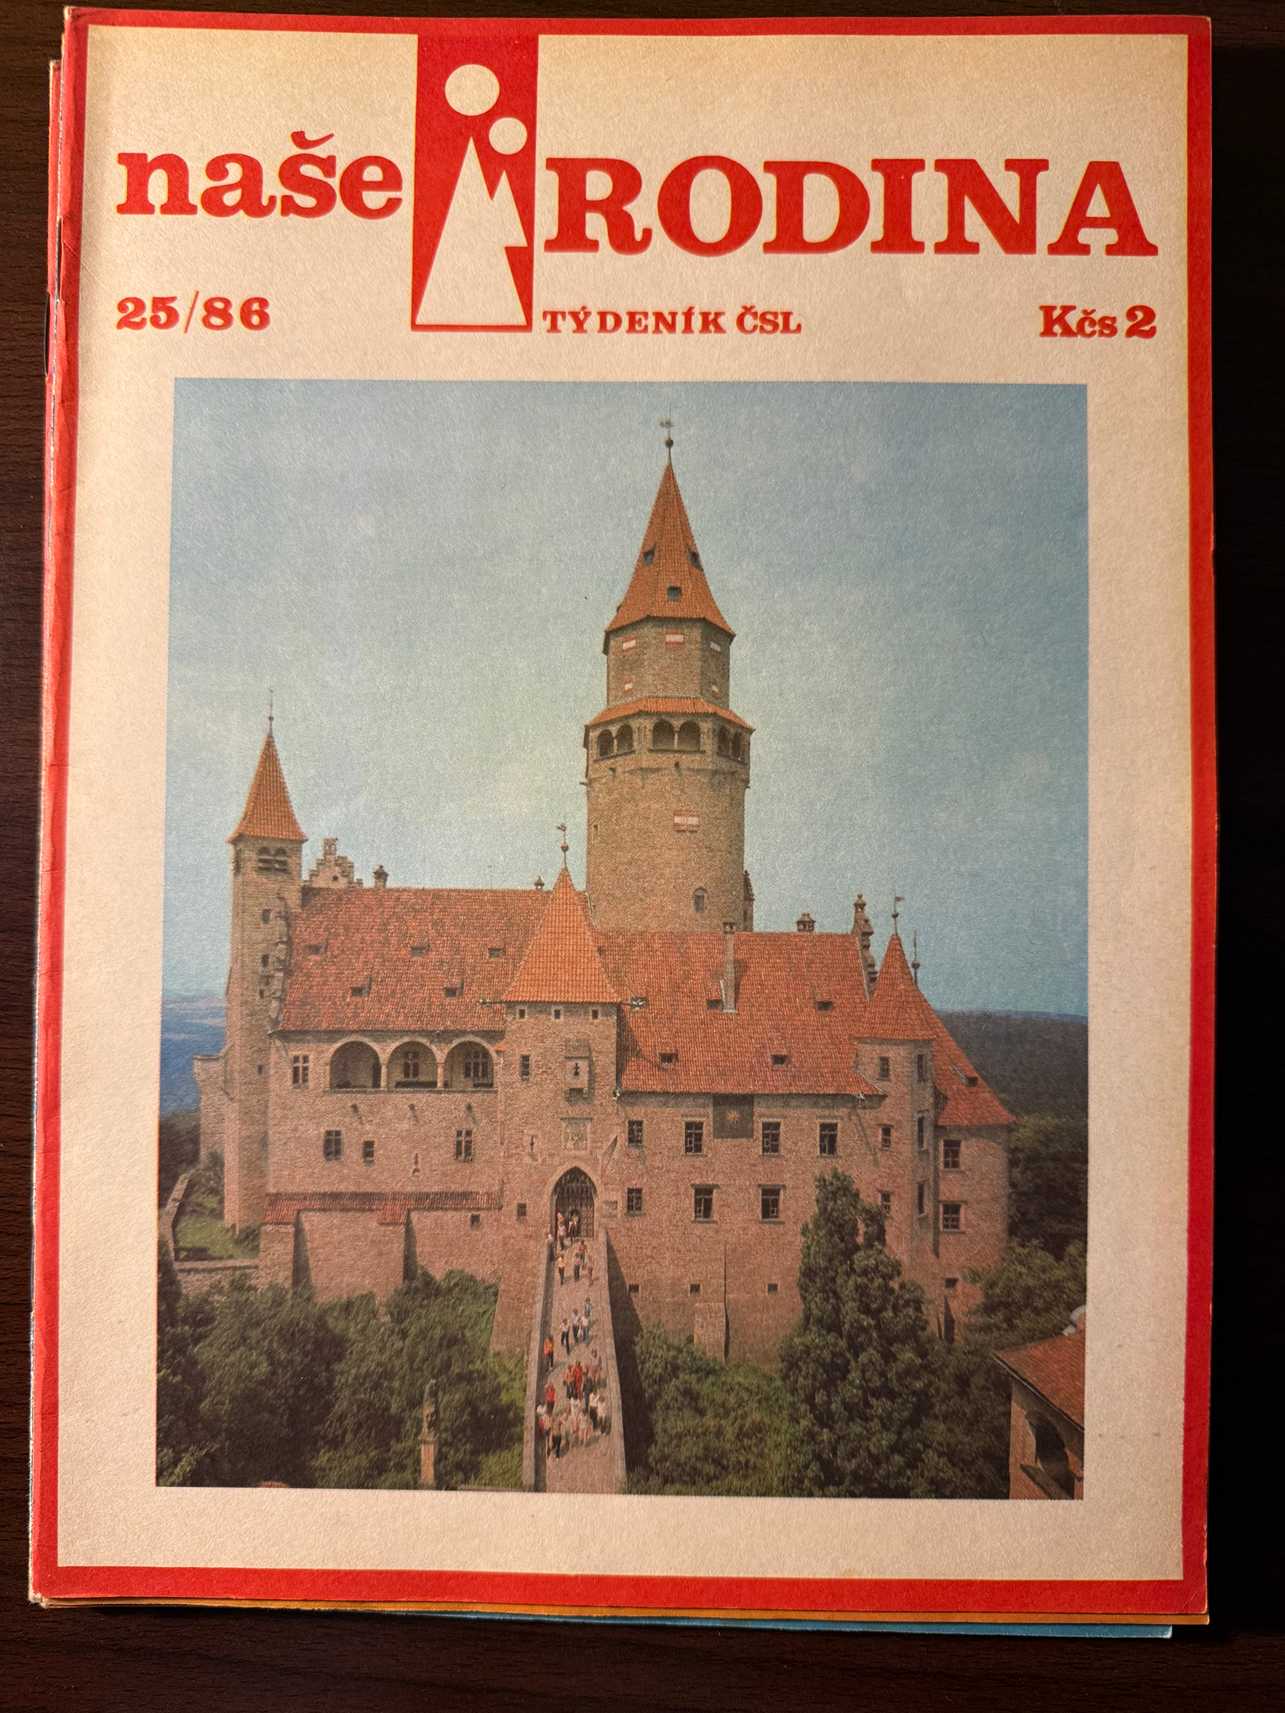 naše RODINA
25/86 TÝDENÍK ČSL Kčs 2